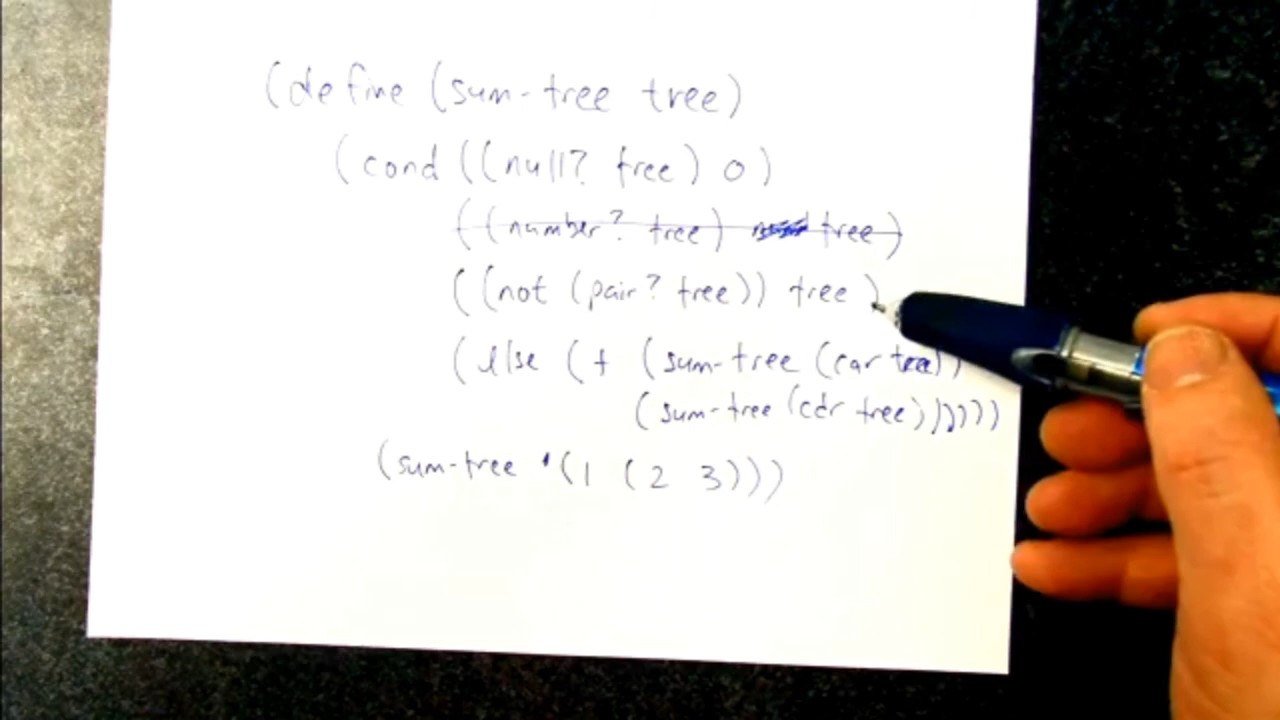 (define (sum-tree tree)
(cond ((null? tree) 0)
((number? tree) tree)
((not (pair? tree)) tree)
(else (+ (sum-tree (car tree))
(sum-tree (cdr tree)))))
(sum-tree '(1 (2 3)))